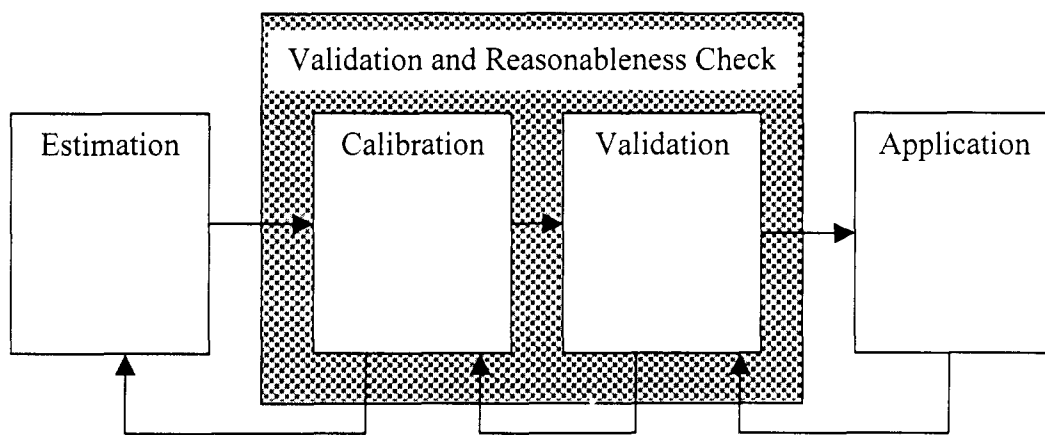 Validation and Reasonableness Check
Estimation
Calibration
Validation
Application